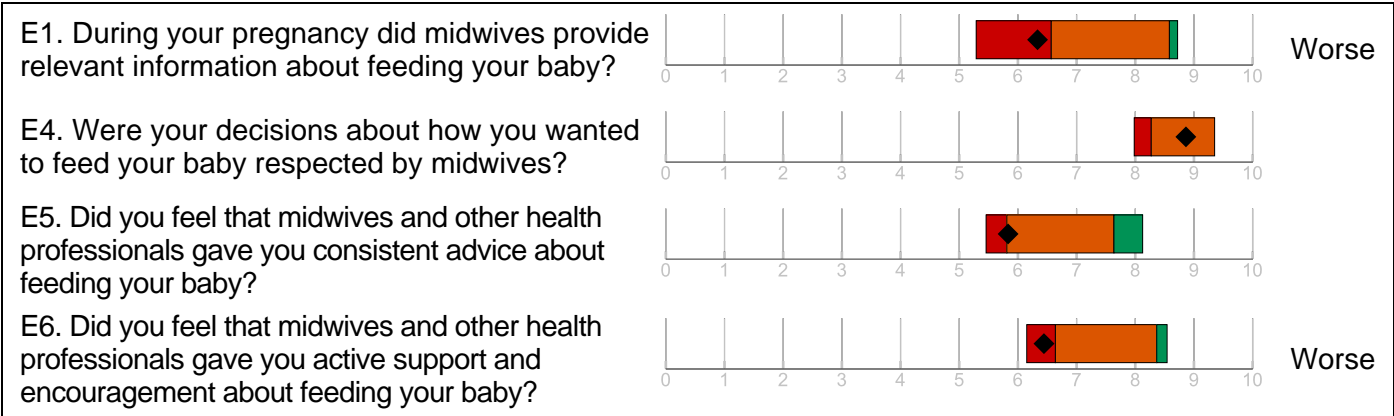 E1. During your pregnancy did midwives provide
relevant information about feeding your baby?
0 1 2 3 4 5 6 7 8 9 10
Worse
E4. Were your decisions about how you wanted
to feed your baby respected by midwives?
0 1 2 3 4 5 6 7 8 9 10
E5. Did you feel that midwives and other health
professionals gave you consistent advice about
feeding your baby?
0 1 2 3 4 5 6 7 8 9 10
E6. Did you feel that midwives and other health
professionals gave you active support and
encouragement about feeding your baby?
0 1 2 3 4 5 6 7 8 9 10
Worse